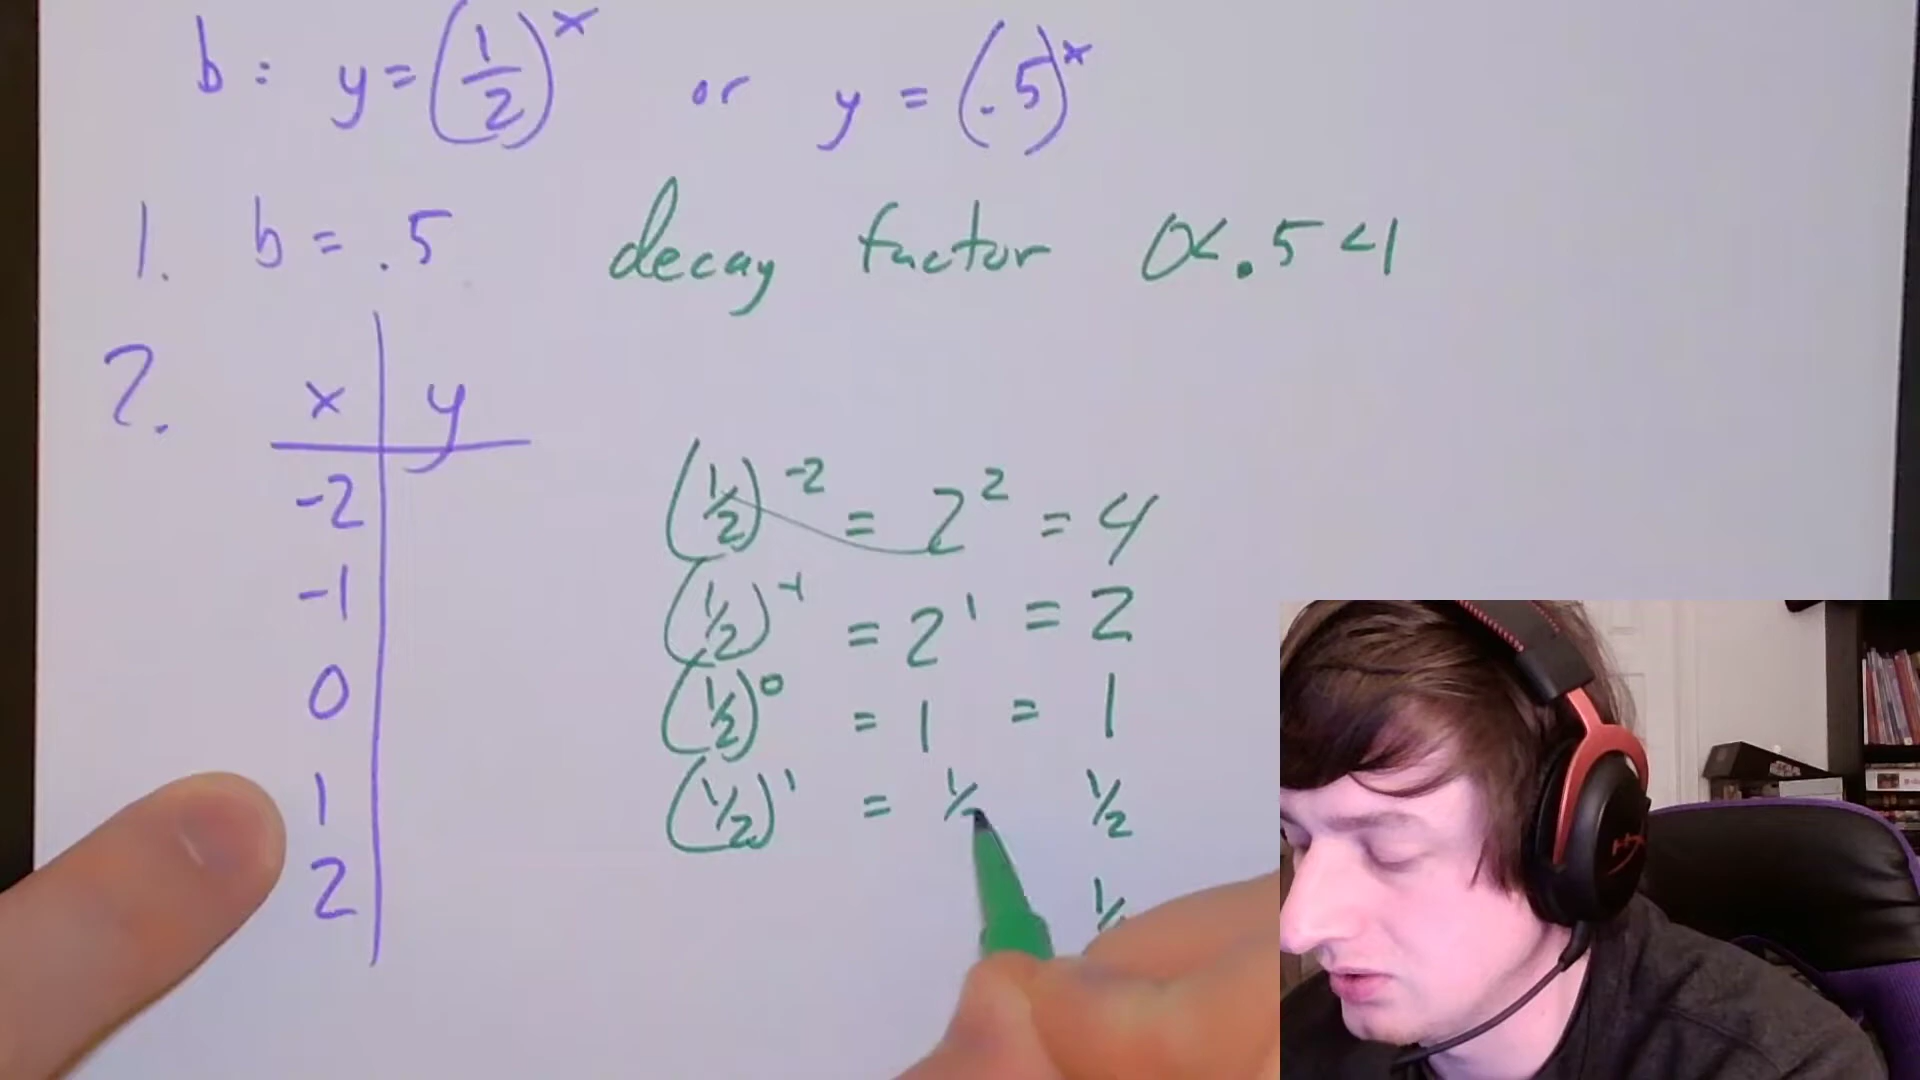 b: y = (1/2)^x or y = (.5)^x
1. b = .5 decay factor 0<.5<1
2. x y
-2 (1/2)^-2 = 2^2 = 4
-1 (1/2)^-1 = 2^1 = 2
0 (1/2)^0 = 1 = 1
1 (1/2)^1 = 1/2 1/2
2 1/